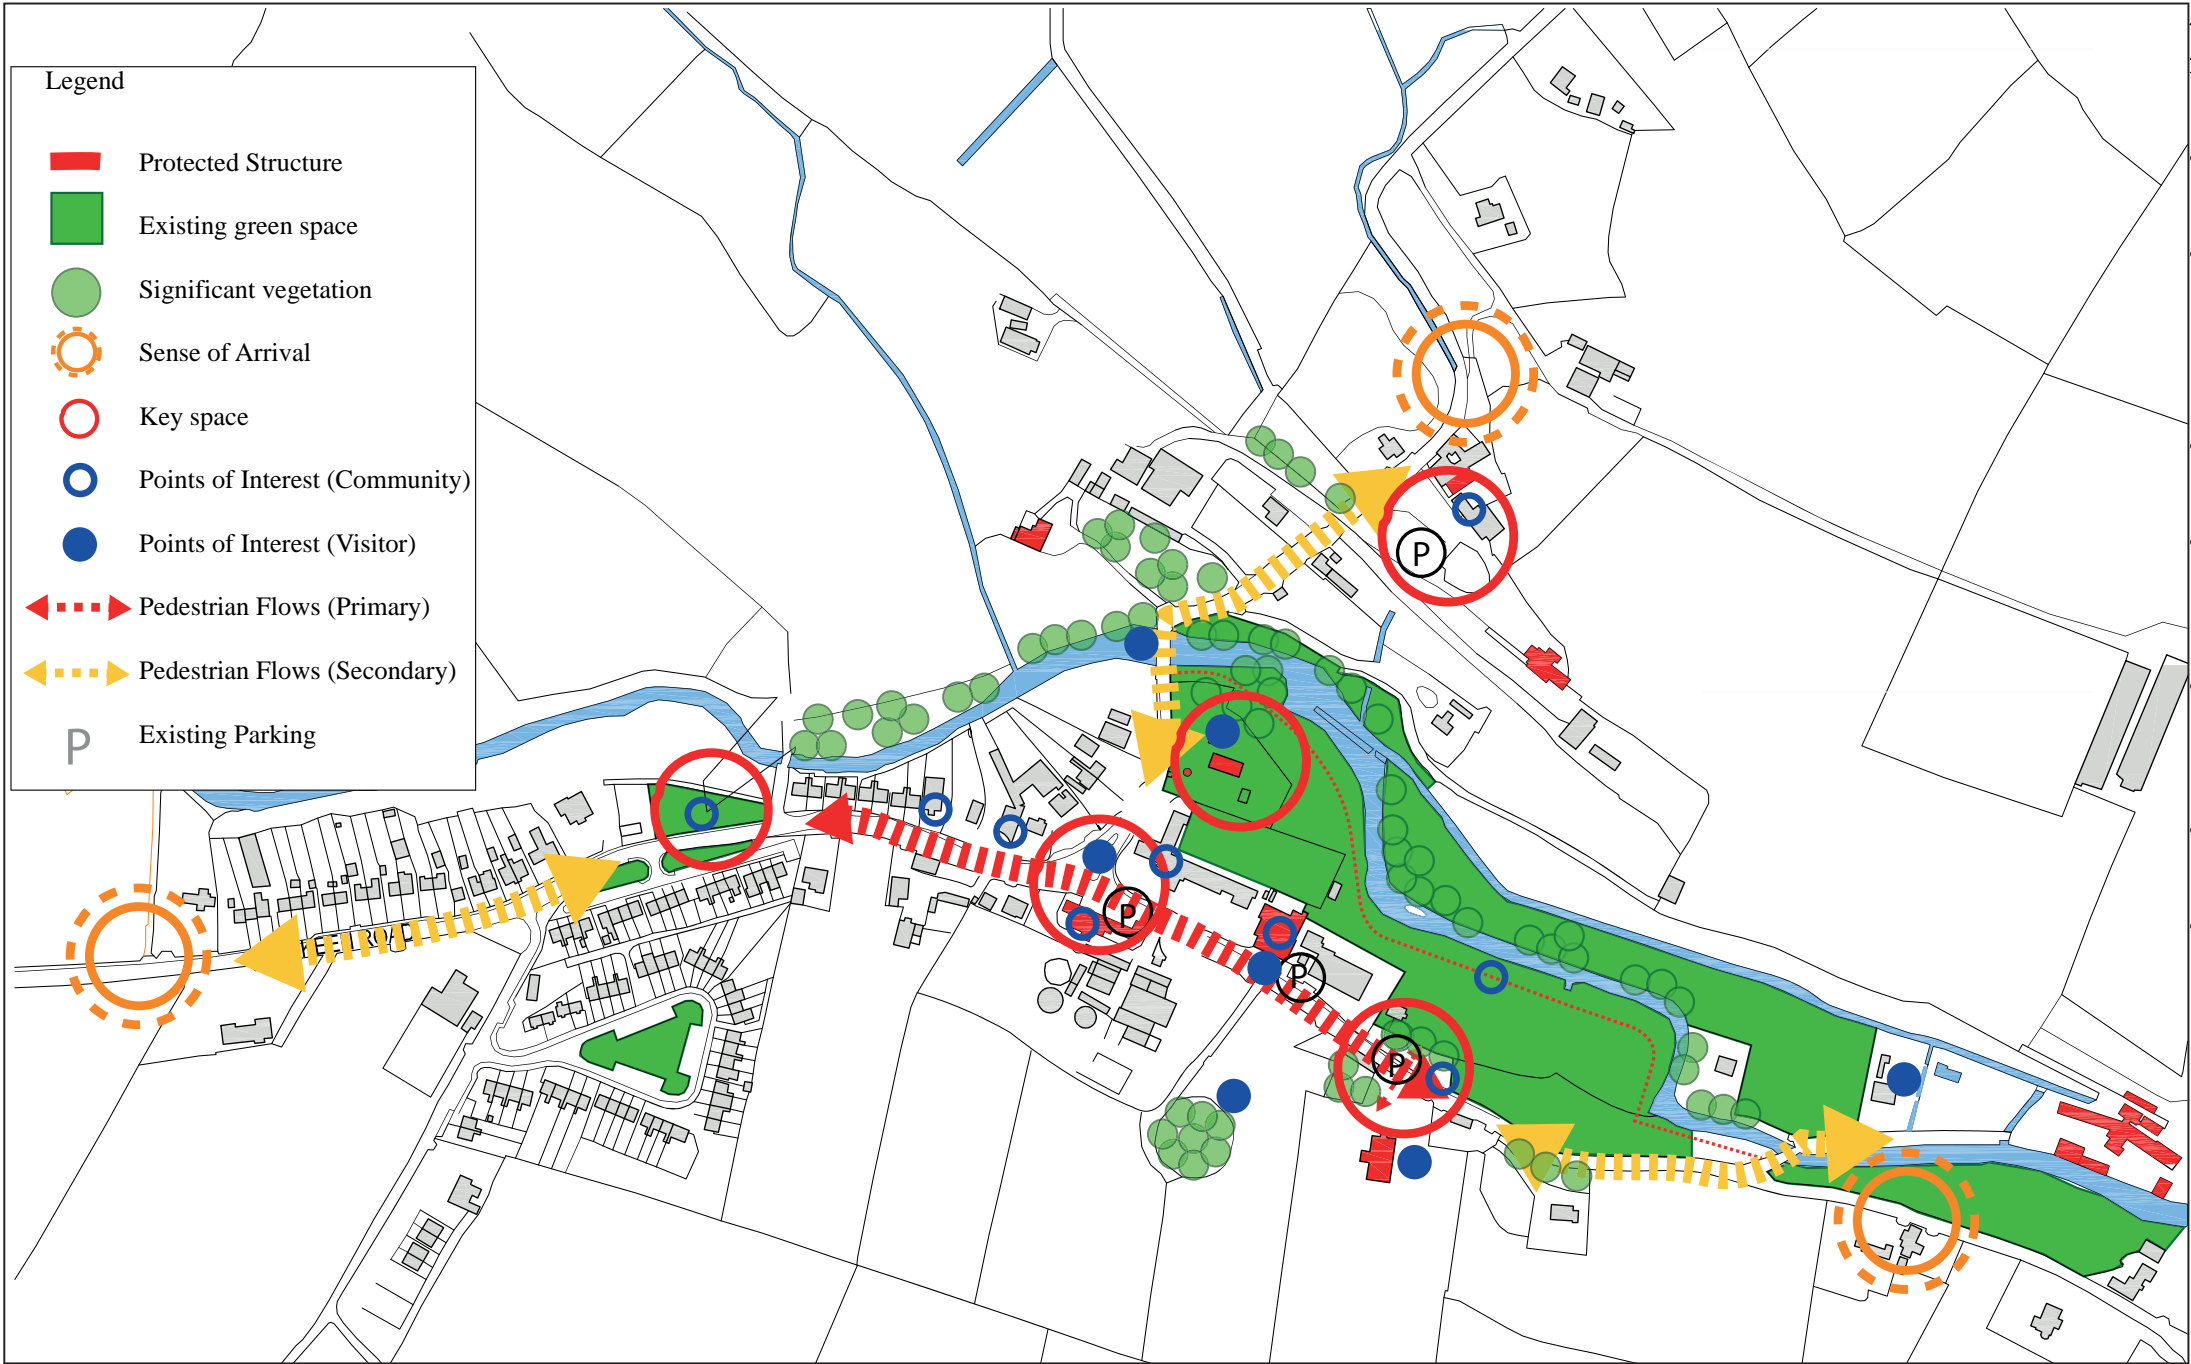 Legend
Protected Structure
Existing green space
Significant vegetation
Sense of Arrival
Key space
Points of Interest (Community)
Points of Interest (Visitor)
Pedestrian Flows (Primary)
Pedestrian Flows (Secondary)
P Existing Parking
P
P
P
P
ROAD